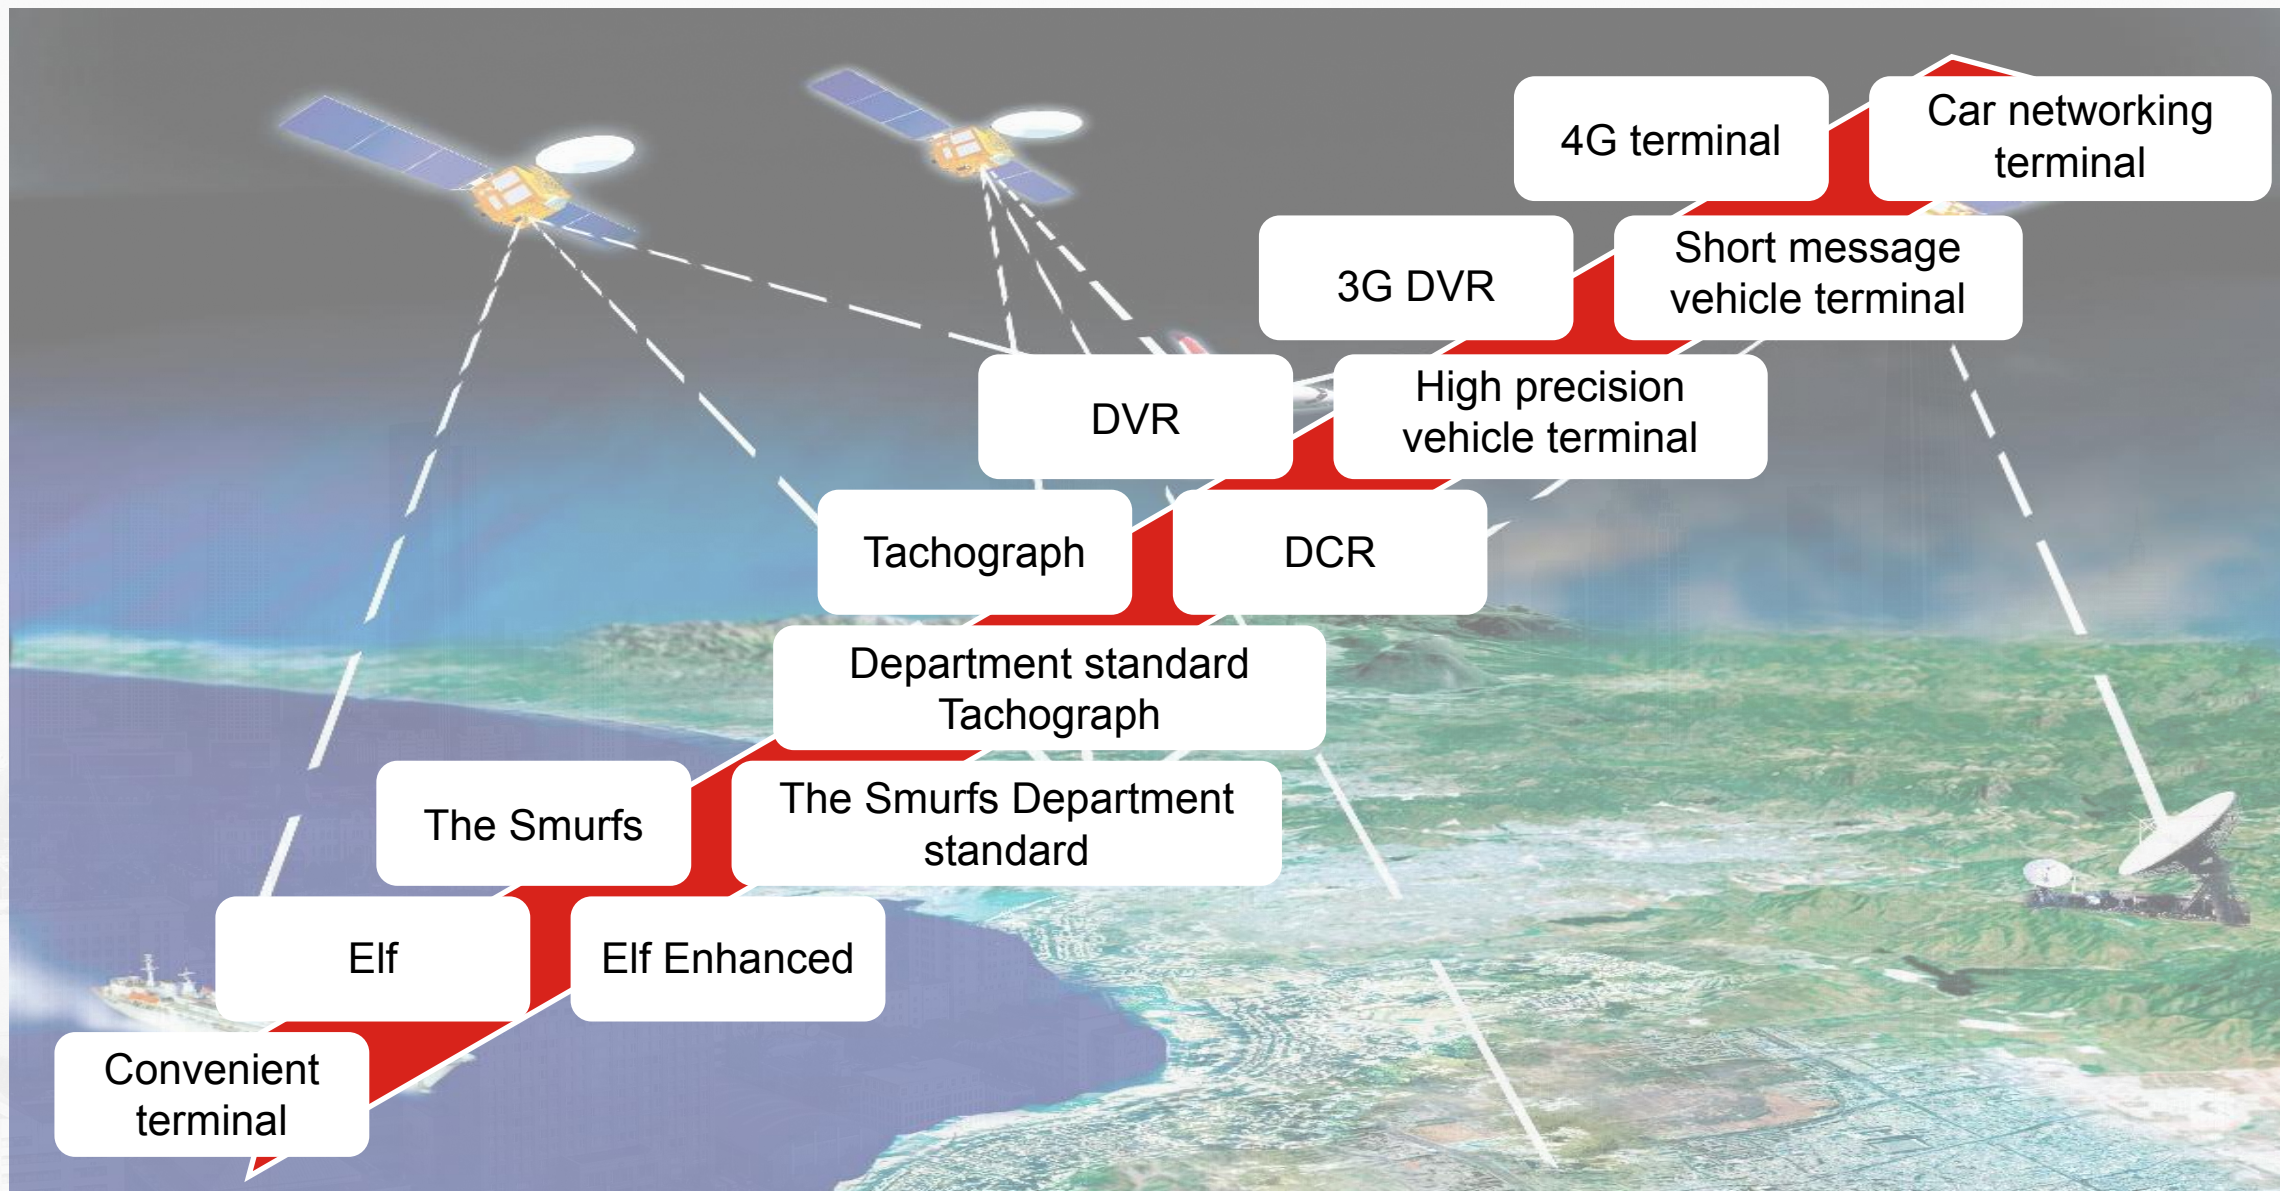 4G terminal
Car networking
terminal
3G DVR
Short message
vehicle terminal
DVR
High precision
vehicle terminal
Tachograph
DCR
Department standard
Tachograph
The Smurfs
The Smurfs Department
standard
Elf
Elf Enhanced
Convenient
terminal